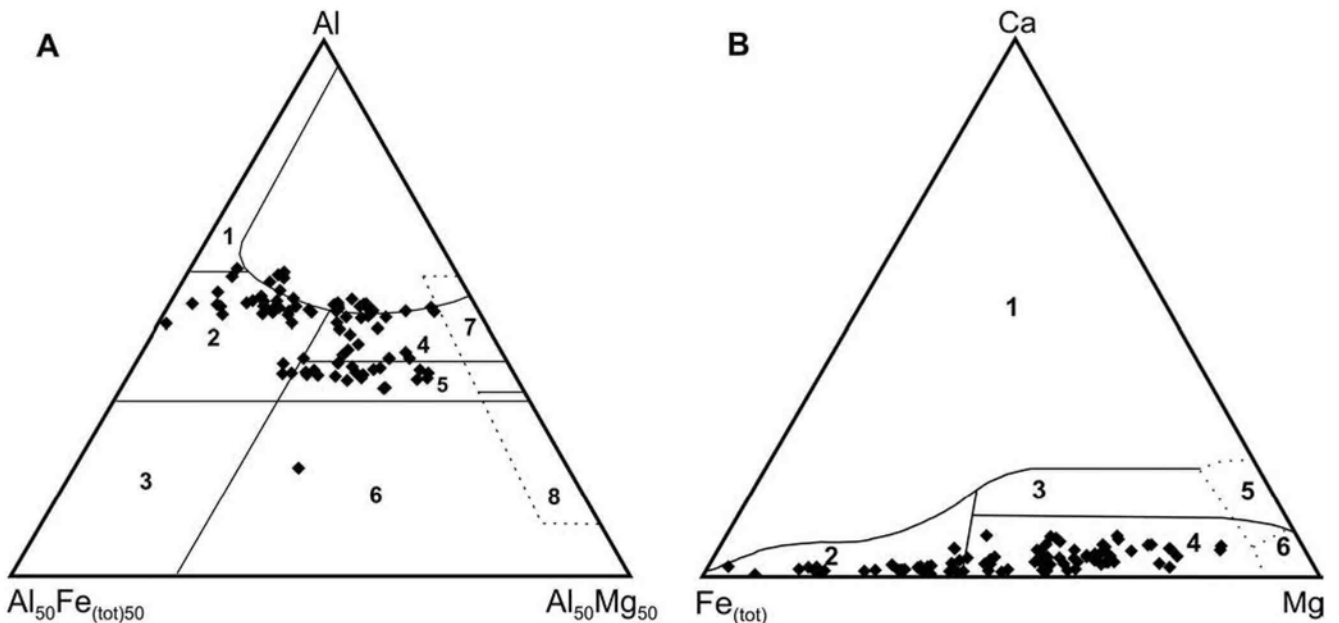 A
Al
1
2
3
4
5
6
7
8
Al₅₀Fe₍tot₎₅₀
Al₅₀Mg₅₀
B
Ca
1
2
3
4
5
6
Fe₍tot₎
Mg